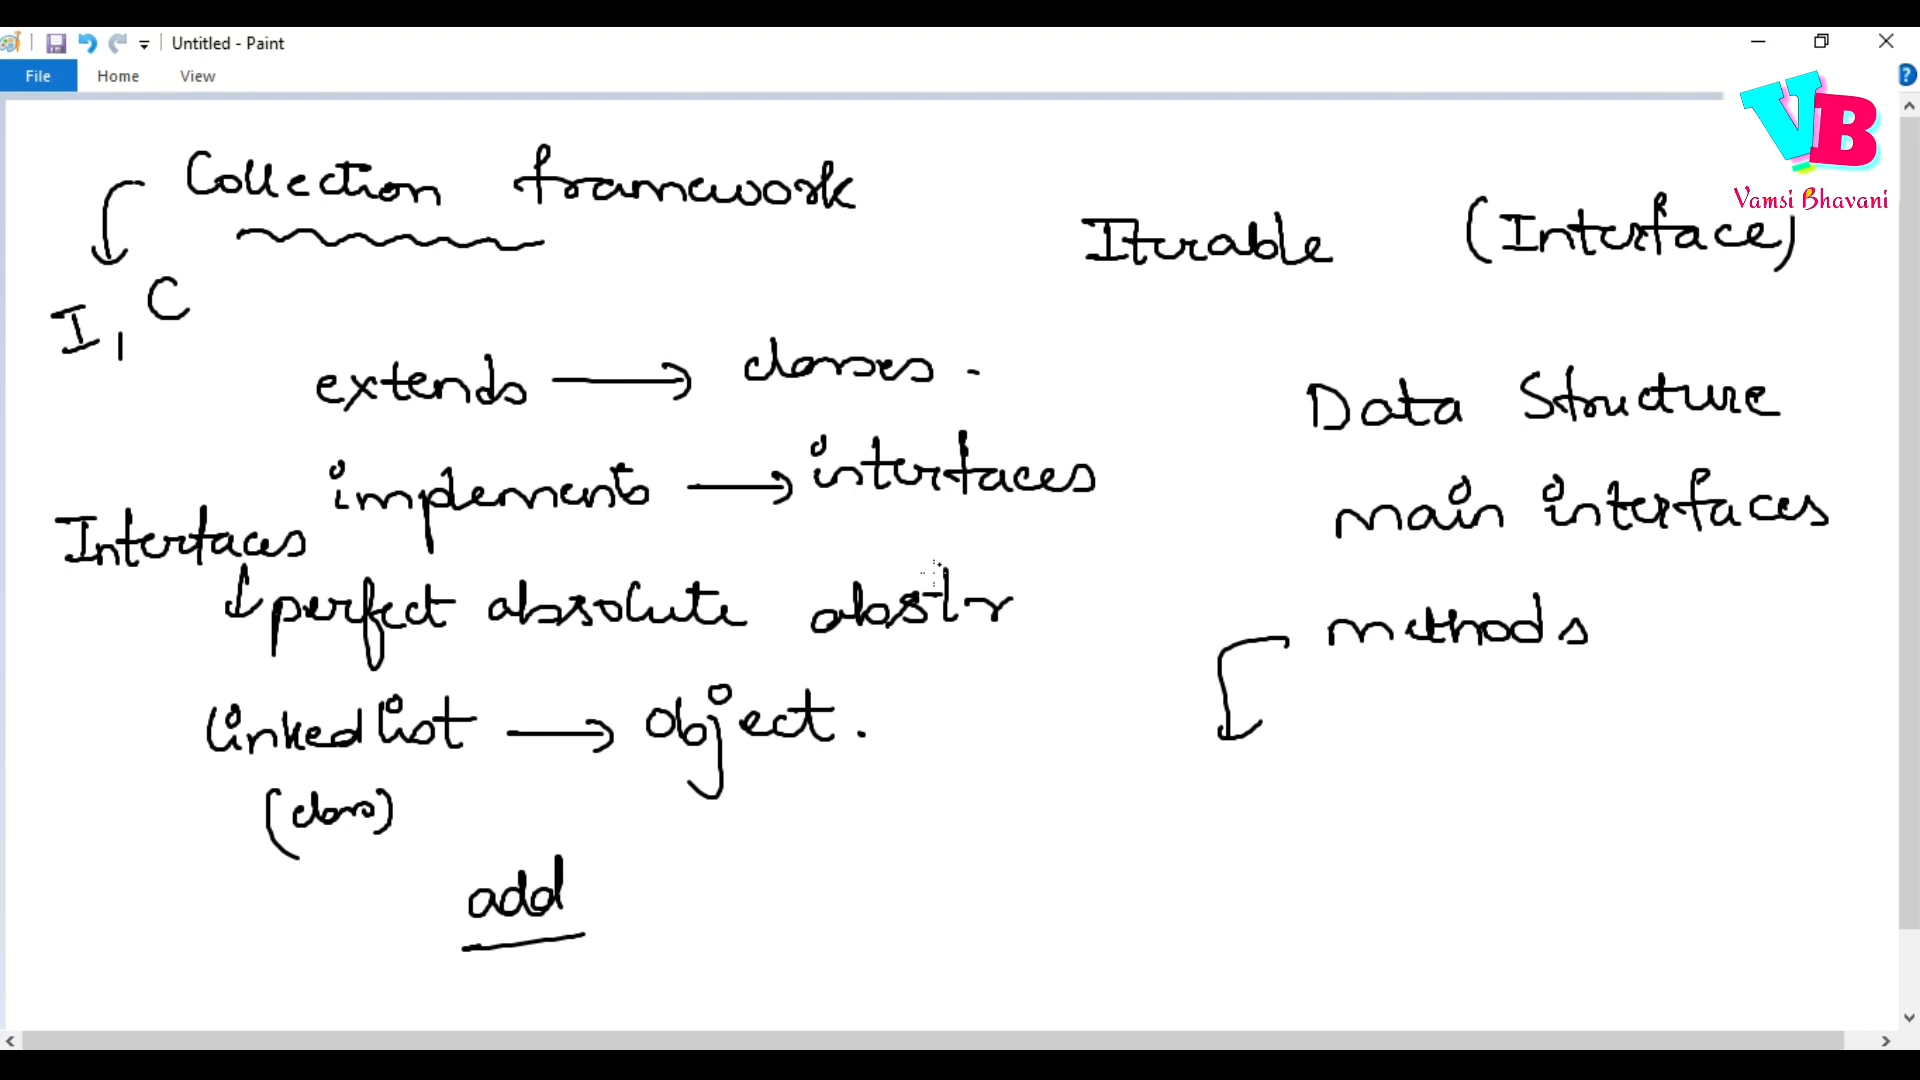 Untitled - Paint
File Home View
VB
Vamsi Bhavani
Collection framework
I, C
extends → classes.
implements → interfaces
Interfaces
perfect absolute abstr
linkedlist → object.
(class)
add
Iterable (Interface)
Data Structure
main interfaces
methods